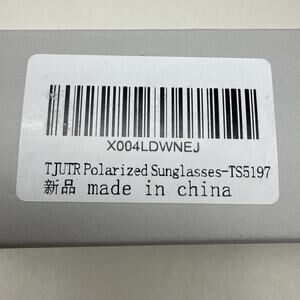 X004LDWNEJ
TJUTR Polarized Sunglasses-TS5197
新品 made in china